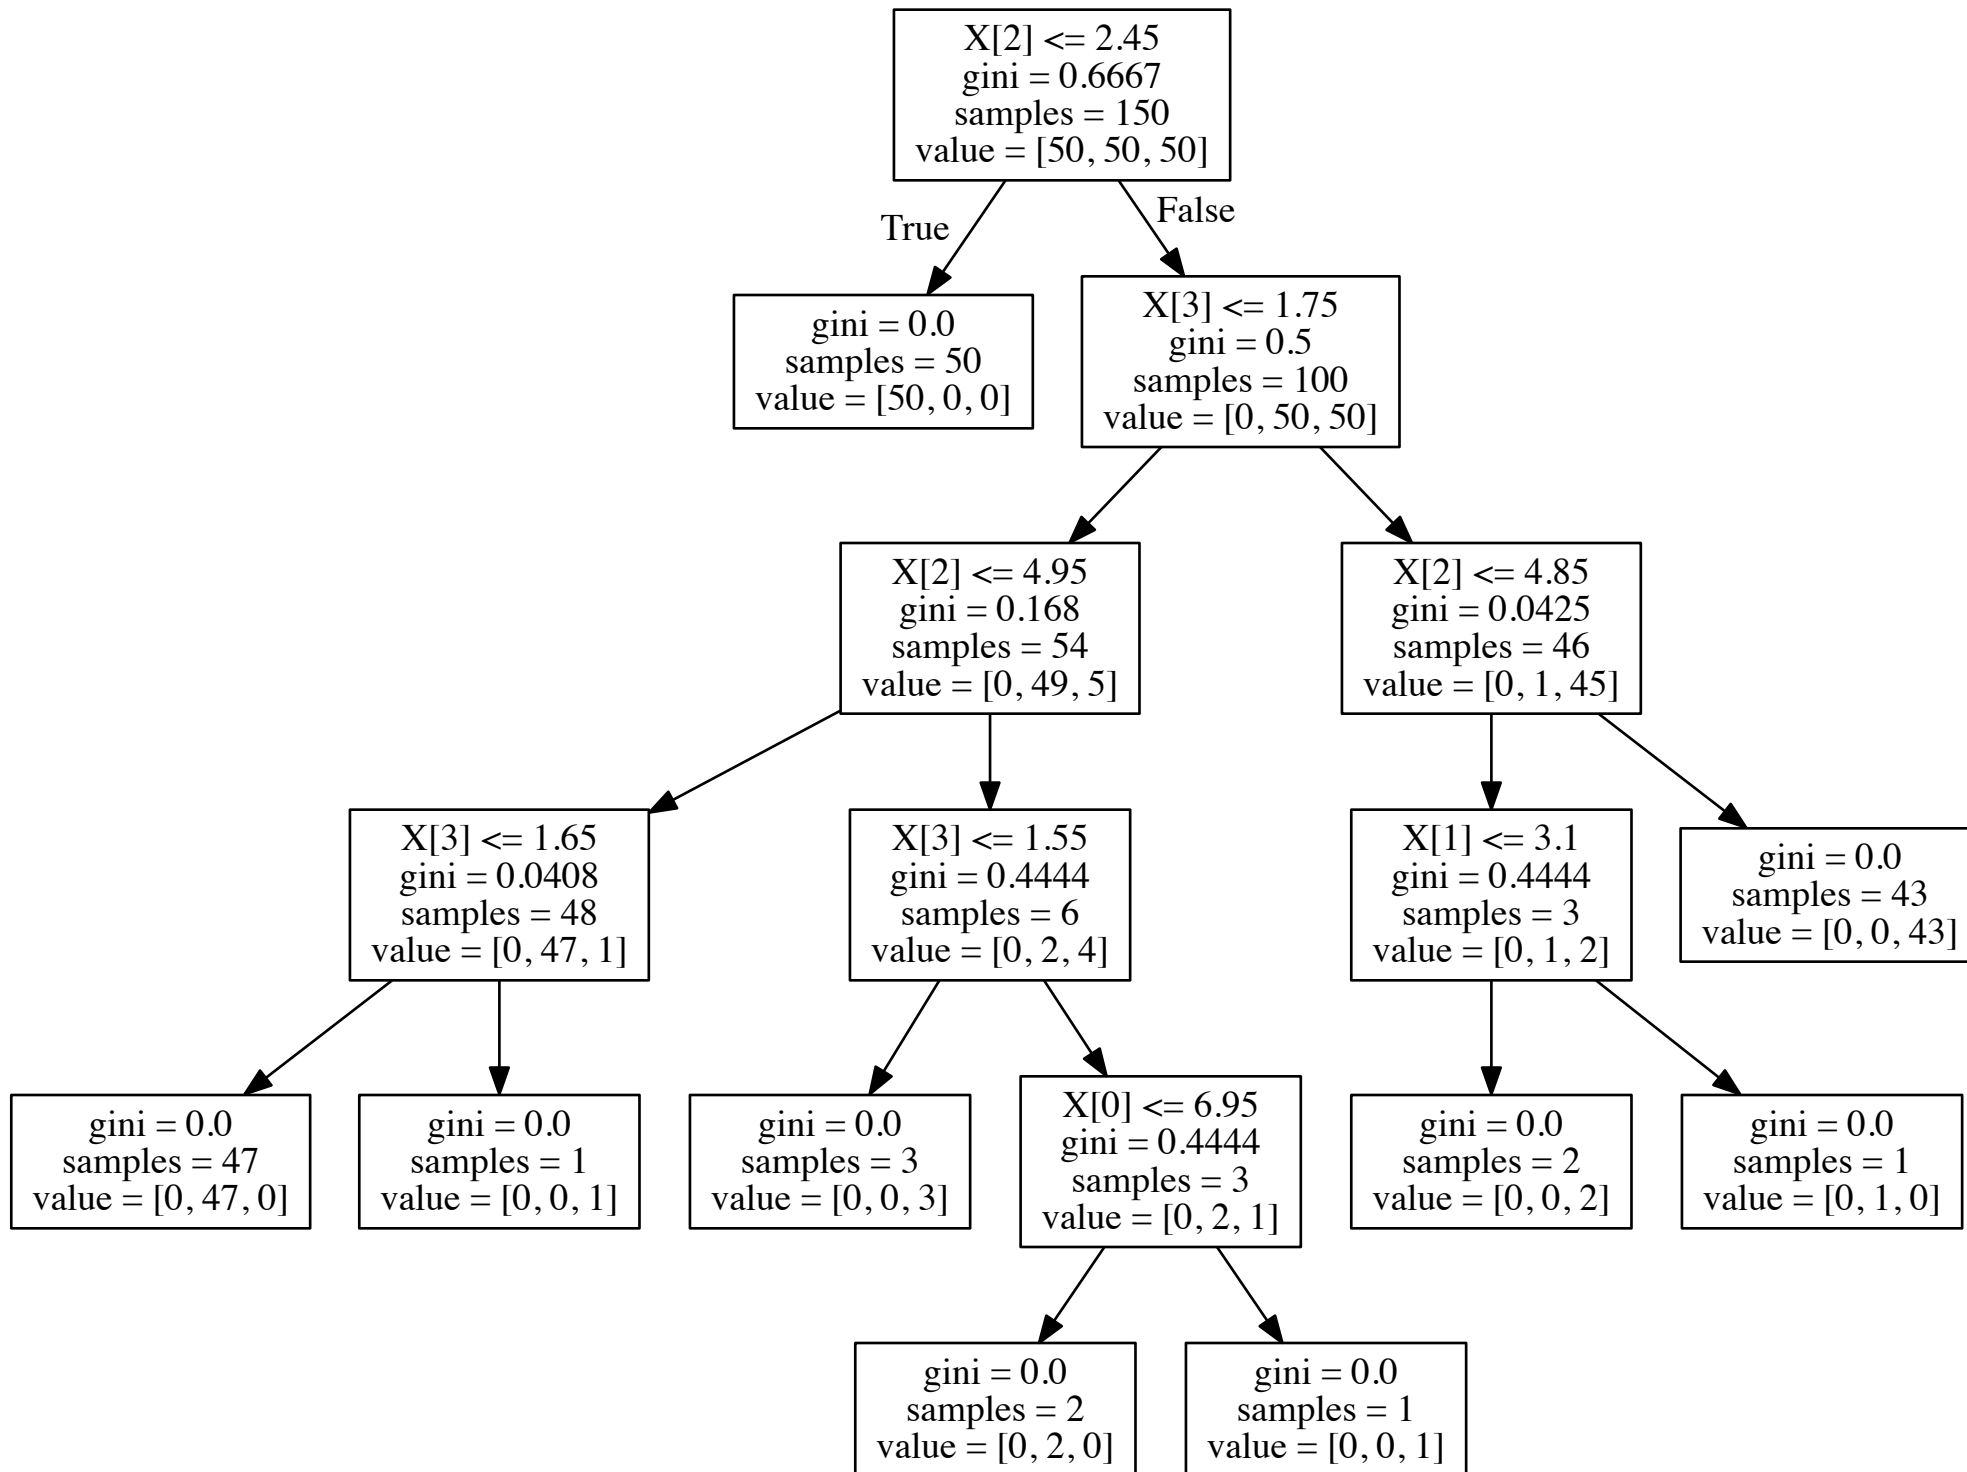 X[2] <= 2.45
gini = 0.6667
samples = 150
value = [50, 50, 50]
True
False
gini = 0.0
samples = 50
value = [50, 0, 0]
X[3] <= 1.75
gini = 0.5
samples = 100
value = [0, 50, 50]
X[2] <= 4.95
gini = 0.168
samples = 54
value = [0, 49, 5]
X[2] <= 4.85
gini = 0.0425
samples = 46
value = [0, 1, 45]
X[3] <= 1.65
gini = 0.0408
samples = 48
value = [0, 47, 1]
X[3] <= 1.55
gini = 0.4444
samples = 6
value = [0, 2, 4]
X[1] <= 3.1
gini = 0.4444
samples = 3
value = [0, 1, 2]
gini = 0.0
samples = 43
value = [0, 0, 43]
gini = 0.0
samples = 47
value = [0, 47, 0]
gini = 0.0
samples = 1
value = [0, 0, 1]
gini = 0.0
samples = 3
value = [0, 0, 3]
X[0] <= 6.95
gini = 0.4444
samples = 3
value = [0, 2, 1]
gini = 0.0
samples = 2
value = [0, 0, 2]
gini = 0.0
samples = 1
value = [0, 1, 0]
gini = 0.0
samples = 2
value = [0, 2, 0]
gini = 0.0
samples = 1
value = [0, 0, 1]